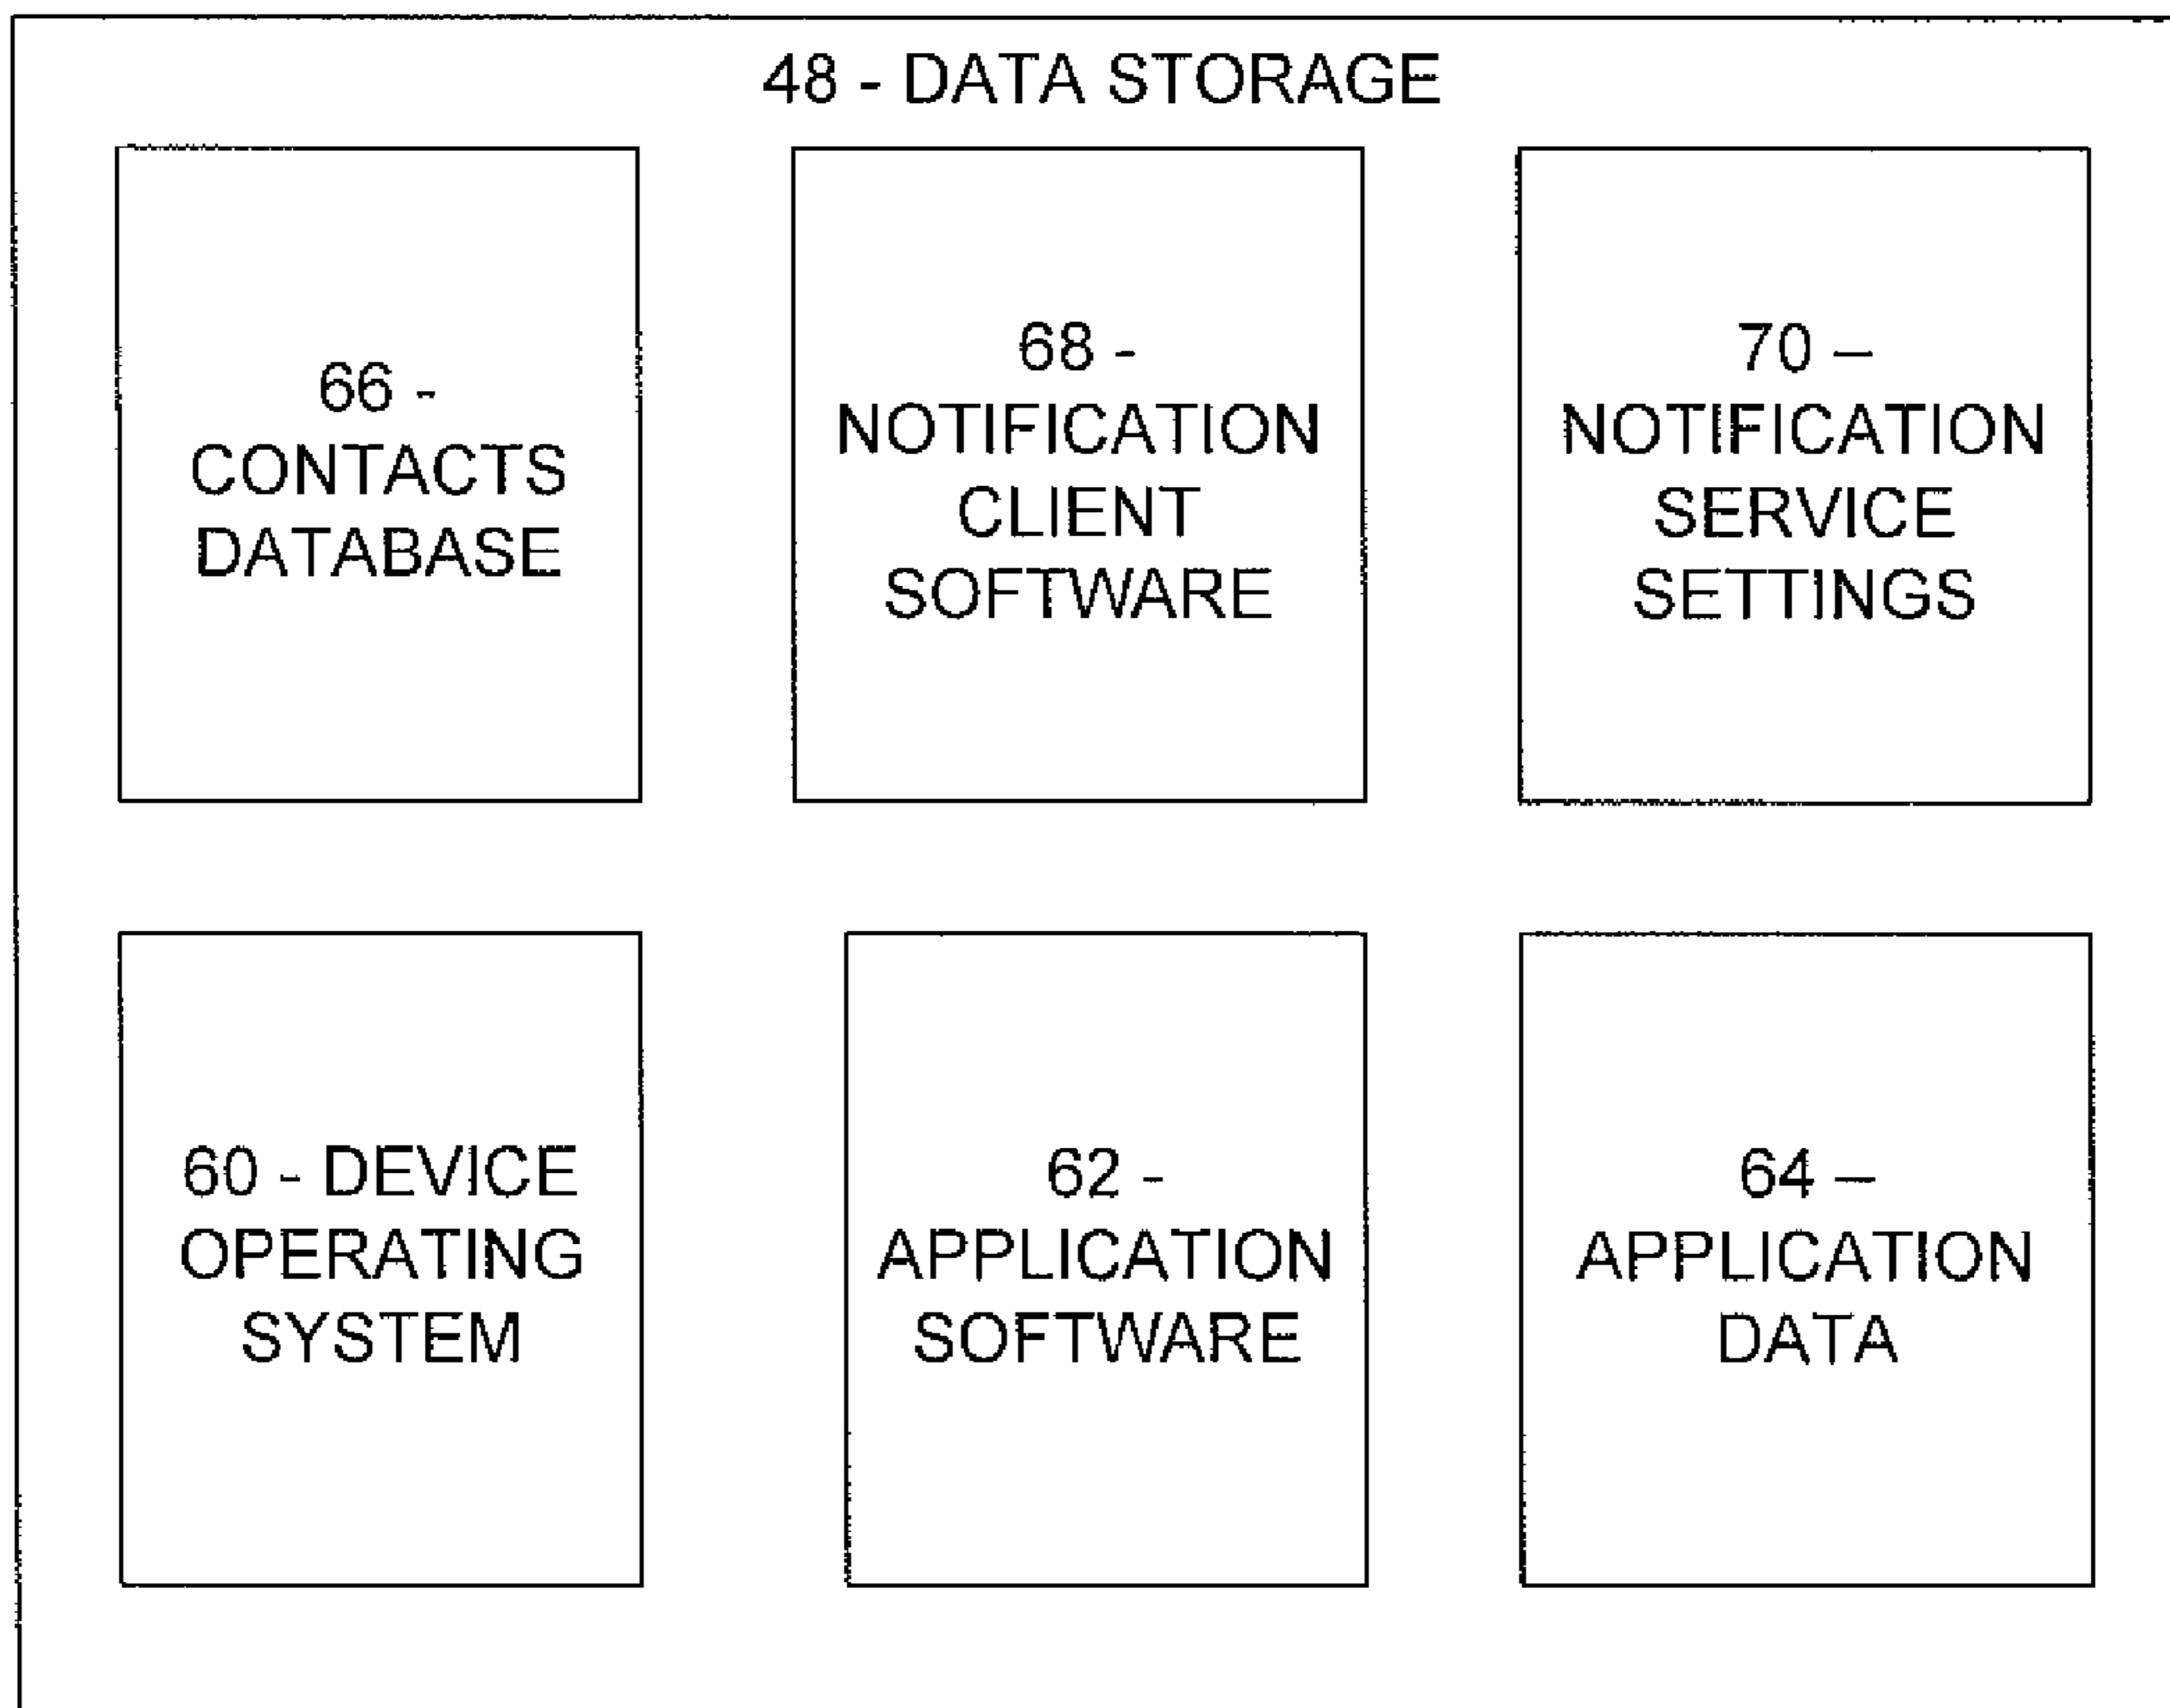 48 - DATA STORAGE
66 -
CONTACTS
DATABASE
68 -
NOTIFICATION
CLIENT
SOFTWARE
70 –
NOTIFICATION
SERVICE
SETTINGS
60 - DEVICE
OPERATING
SYSTEM
62 -
APPLICATION
SOFTWARE
64 –
APPLICATION
DATA